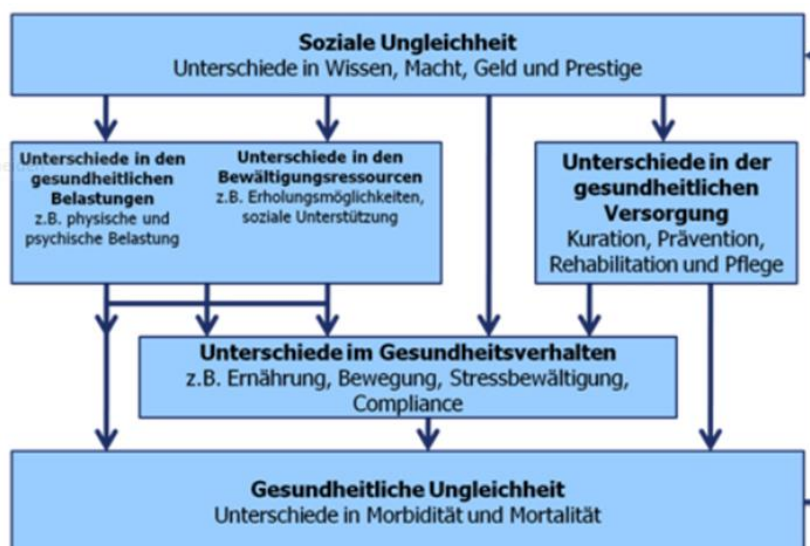 Soziale Ungleichheit
Unterschiede in Wissen, Macht, Geld und Prestige
Unterschiede in den
gesundheitlichen
Belastungen
z.B. physische und
psychische Belastung
Unterschiede in den
Bewältigungsressourcen
z.B. Erholungsmöglichkeiten,
soziale Unterstützung
Unterschiede in der
gesundheitlichen
Versorgung
Kuration, Prävention,
Rehabilitation und Pflege
Unterschiede im Gesundheitsverhalten
z.B. Ernährung, Bewegung, Stressbewältigung,
Compliance
Gesundheitliche Ungleichheit
Unterschiede in Morbidität und Mortalität